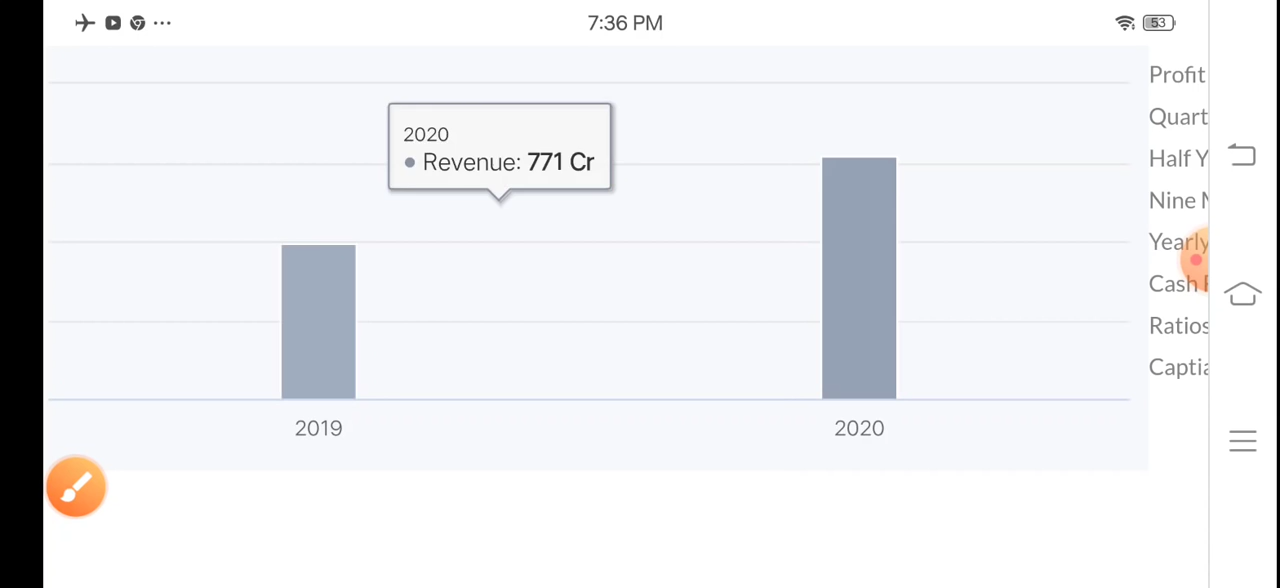 7:36 PM
53
2020
Revenue: 771 Cr
2019
2020
Profit
Quart
Half Y
Nine
Yearly
Cash
Ratios
Captia